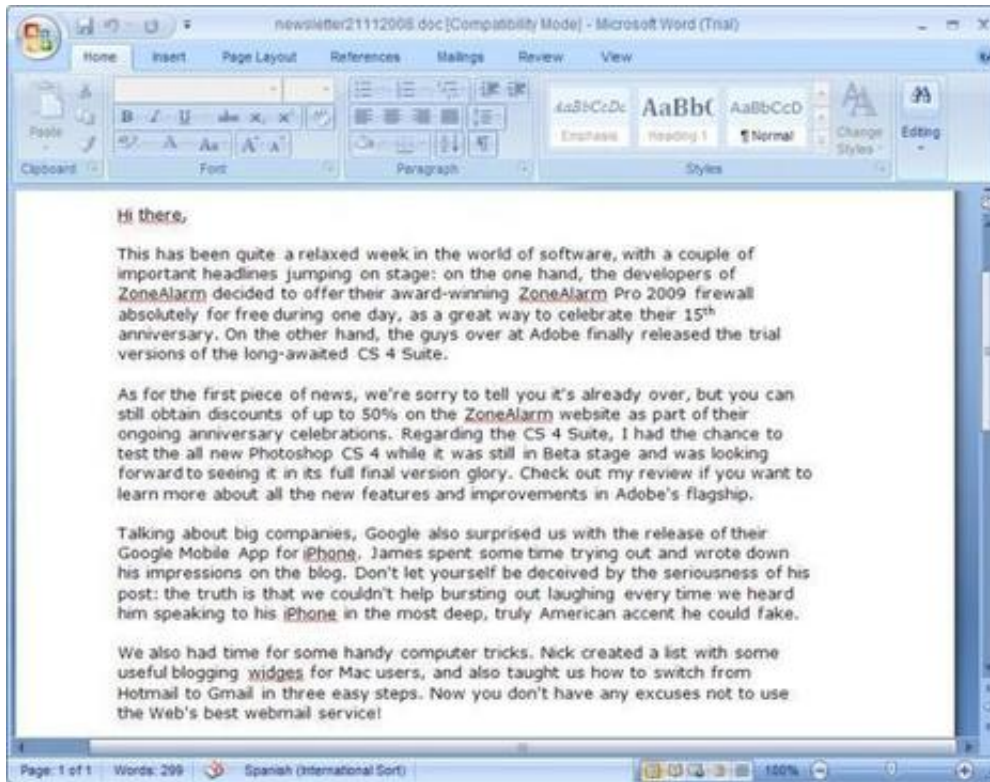 newsletter21112008.doc [Compatibility Mode] - Microsoft Word (Trial)
Home Insert Page Layout References Mailings Review View
Paste
B I U abc x₂ x² Aa A A
AaBbCcDc AaBb( AaBbCcD
Emphasis Heading 1 ¶ Normal
Change Styles
Editing
Clipboard Font Paragraph Styles
Hi there,
This has been quite a relaxed week in the world of software, with a couple of
important headlines jumping on stage: on the one hand, the developers of
ZoneAlarm decided to offer their award-winning ZoneAlarm Pro 2009 firewall
absolutely for free during one day, as a great way to celebrate their 15th
anniversary. On the other hand, the guys over at Adobe finally released the trial
versions of the long-awaited CS 4 Suite.
As for the first piece of news, we're sorry to tell you it's already over, but you can
still obtain discounts of up to 50% on the ZoneAlarm website as part of their
ongoing anniversary celebrations. Regarding the CS 4 Suite, I had the chance to
test the all new Photoshop CS 4 while it was still in Beta stage and was looking
forward to seeing it in its full final version glory. Check out my review if you want to
learn more about all the new features and improvements in Adobe's flagship.
Talking about big companies, Google also surprised us with the release of their
Google Mobile App for iPhone. James spent some time trying out and wrote down
his impressions on the blog. Don't let yourself be deceived by the seriousness of his
post: the truth is that we couldn't help bursting out laughing every time we heard
him speaking to his iPhone in the most deep, truly American accent he could fake.
We also had time for some handy computer tricks. Nick created a list with some
useful blogging widges for Mac users, and also taught us how to switch from
Hotmail to Gmail in three easy steps. Now you don't have any excuses not to use
the Web's best webmail service!
Page: 1 of 1 Words: 299 Spanish (International Sort) 100%